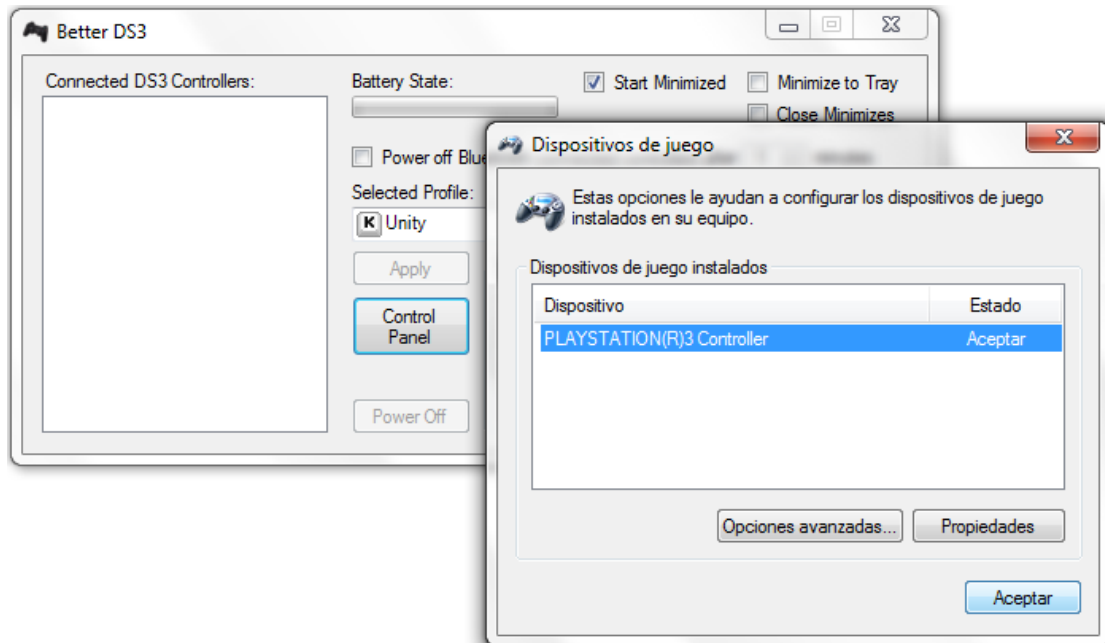 Better DS3
Connected DS3 Controllers:
Battery State:
Start Minimized
Minimize to Tray
Close Minimizes
Power off Blue
Selected Profile:
K Unity
Apply
Control
Panel
Power Off
Dispositivos de juego
Estas opciones le ayudan a configurar los dispositivos de juego
instalados en su equipo.
Dispositivos de juego instalados
Dispositivo Estado
PLAYSTATION(R)3 Controller Aceptar
Opciones avanzadas... Propiedades
Aceptar